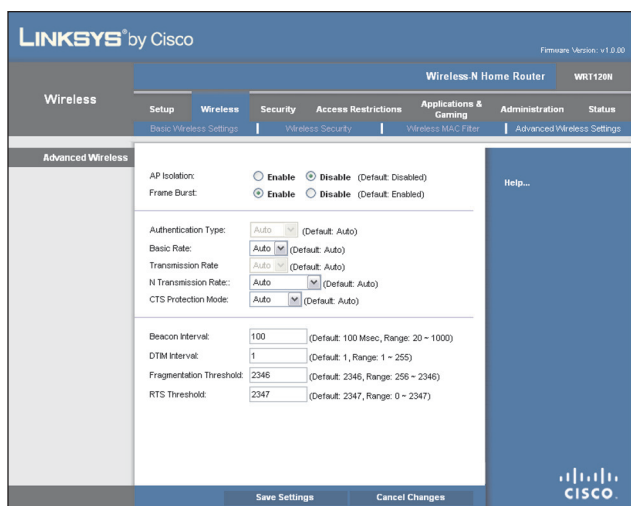 LINKSYS® by Cisco
Firmware Version: v1.0.00
Wireless-N Home Router WRT120N
Wireless
Setup Wireless Security Access Restrictions Applications & Gaming Administration Status
Basic Wireless Settings Wireless Security Wireless MAC Filter Advanced Wireless Settings
Advanced Wireless
AP Isolation: Enable Disable (Default: Disabled)
Frame Burst: Enable Disable (Default: Enabled)
Help...
Authentication Type: Auto (Default: Auto)
Basic Rate: Auto (Default: Auto)
Transmission Rate Auto (Default: Auto)
N Transmission Rate:: Auto (Default: Auto)
CTS Protection Mode: Auto (Default: Auto)
Beacon Interval: 100 (Default: 100 Msec, Range: 20 ~ 1000)
DTIM Interval: 1 (Default: 1, Range: 1 ~ 255)
Fragmentation Threshold: 2346 (Default: 2346, Range: 256 ~ 2346)
RTS Threshold: 2347 (Default: 2347, Range: 0 ~ 2347)
Save Settings Cancel Changes
CISCO.